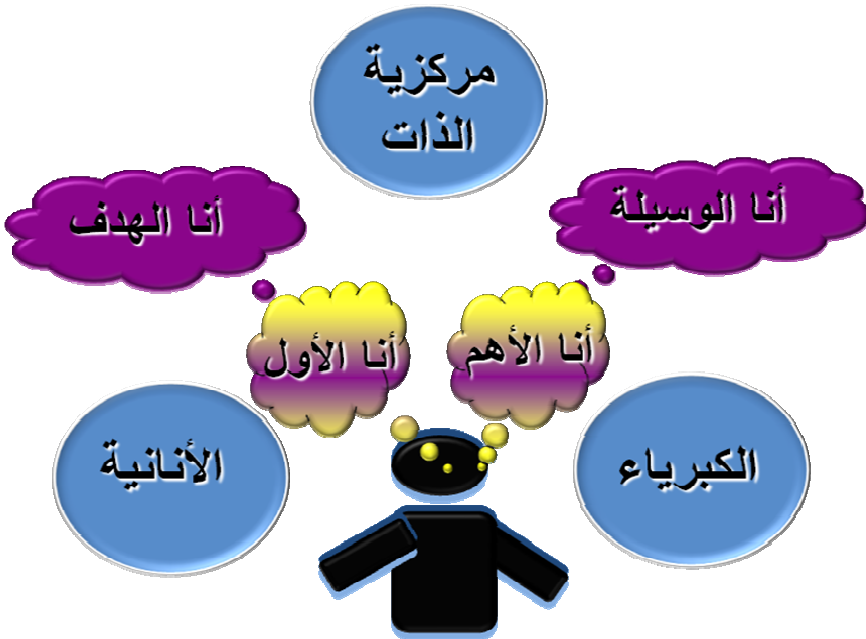 مركزية
الذات
أنا الوسيلة
أنا الهدف
أنا الأهم
أنا الأول
الكبرياء
الأنانية